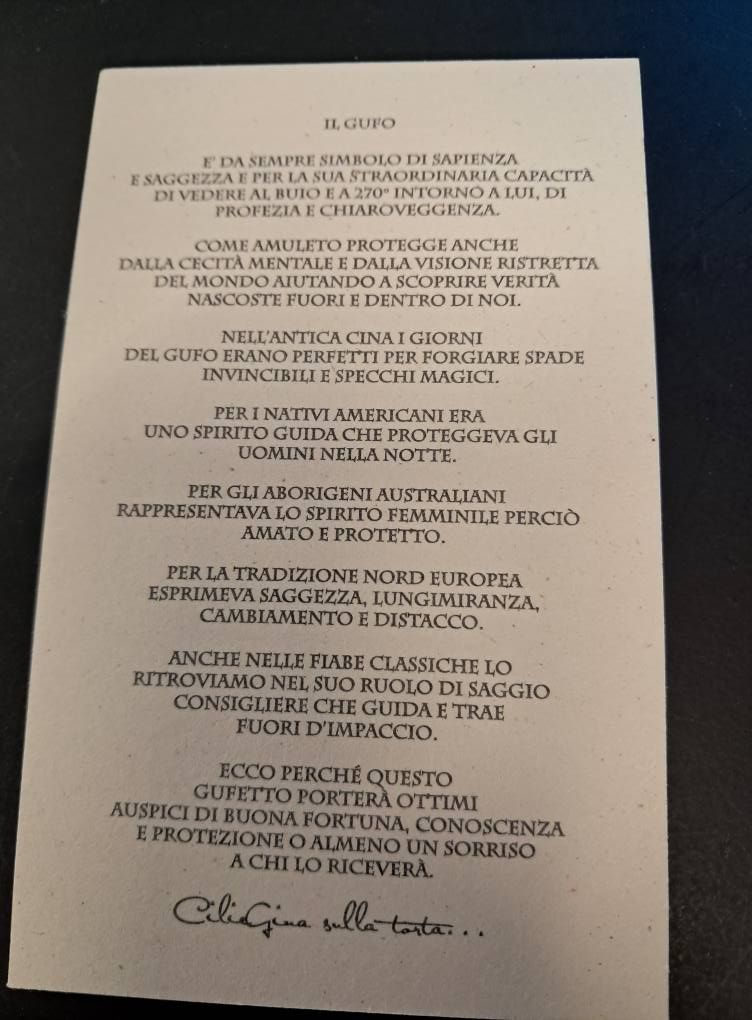 IL GUFO
E' DA SEMPRE SIMBOLO DI SAPIENZA
E SAGGEZZA E PER LA SUA STRAORDINARIA CAPACITÀ
DI VEDERE AL BUIO E A 270° INTORNO A LUI, DI
PROFEZIA E CHIAROVEGGENZA.
COME AMULETO PROTEGGE ANCHE
DALLA CECITÀ MENTALE E DALLA VISIONE RISTRETTA
DEL MONDO AIUTANDO A SCOPRIRE VERITÀ
NASCOSTE FUORI E DENTRO DI NOI.
NELL'ANTICA CINA I GIORNI
DEL GUFO ERANO PERFETTI PER FORGIARE SPADE
INVINCIBILI E SPECCHI MAGICI.
PER I NATIVI AMERICANI ERA
UNO SPIRITO GUIDA CHE PROTEGGEVA GLI
UOMINI NELLA NOTTE.
PER GLI ABORIGENI AUSTRALIANI
RAPPRESENTAVA LO SPIRITO FEMMINILE PERCIÒ
AMATO E PROTETTO.
PER LA TRADIZIONE NORD EUROPEA
ESPRIMEVA SAGGEZZA, LUNGIMIRANZA,
CAMBIAMENTO E DISTACCO.
ANCHE NELLE FIABE CLASSICHE LO
RITROVIAMO NEL SUO RUOLO DI SAGGIO
CONSIGLIERE CHE GUIDA E TRAE
FUORI D'IMPACCIO.
ECCO PERCHÉ QUESTO
GUFETTO PORTERÀ OTTIMI
AUSPICI DI BUONA FORTUNA, CONOSCENZA
E PROTEZIONE O ALMENO UN SORRISO
A CHI LO RICEVERÀ.
CiliaGina sulla torta...